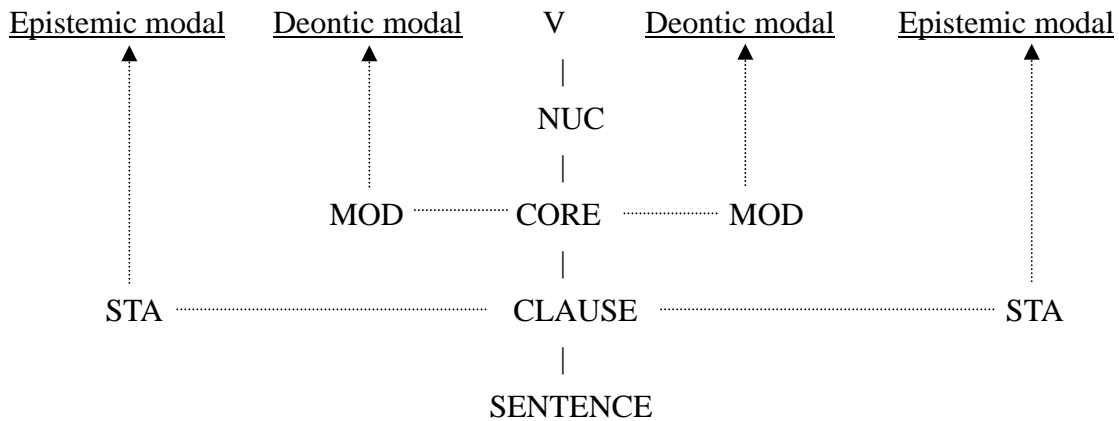 Epistemic modal Deontic modal V Deontic modal Epistemic modal
NUC
MOD CORE MOD
STA CLAUSE STA
SENTENCE